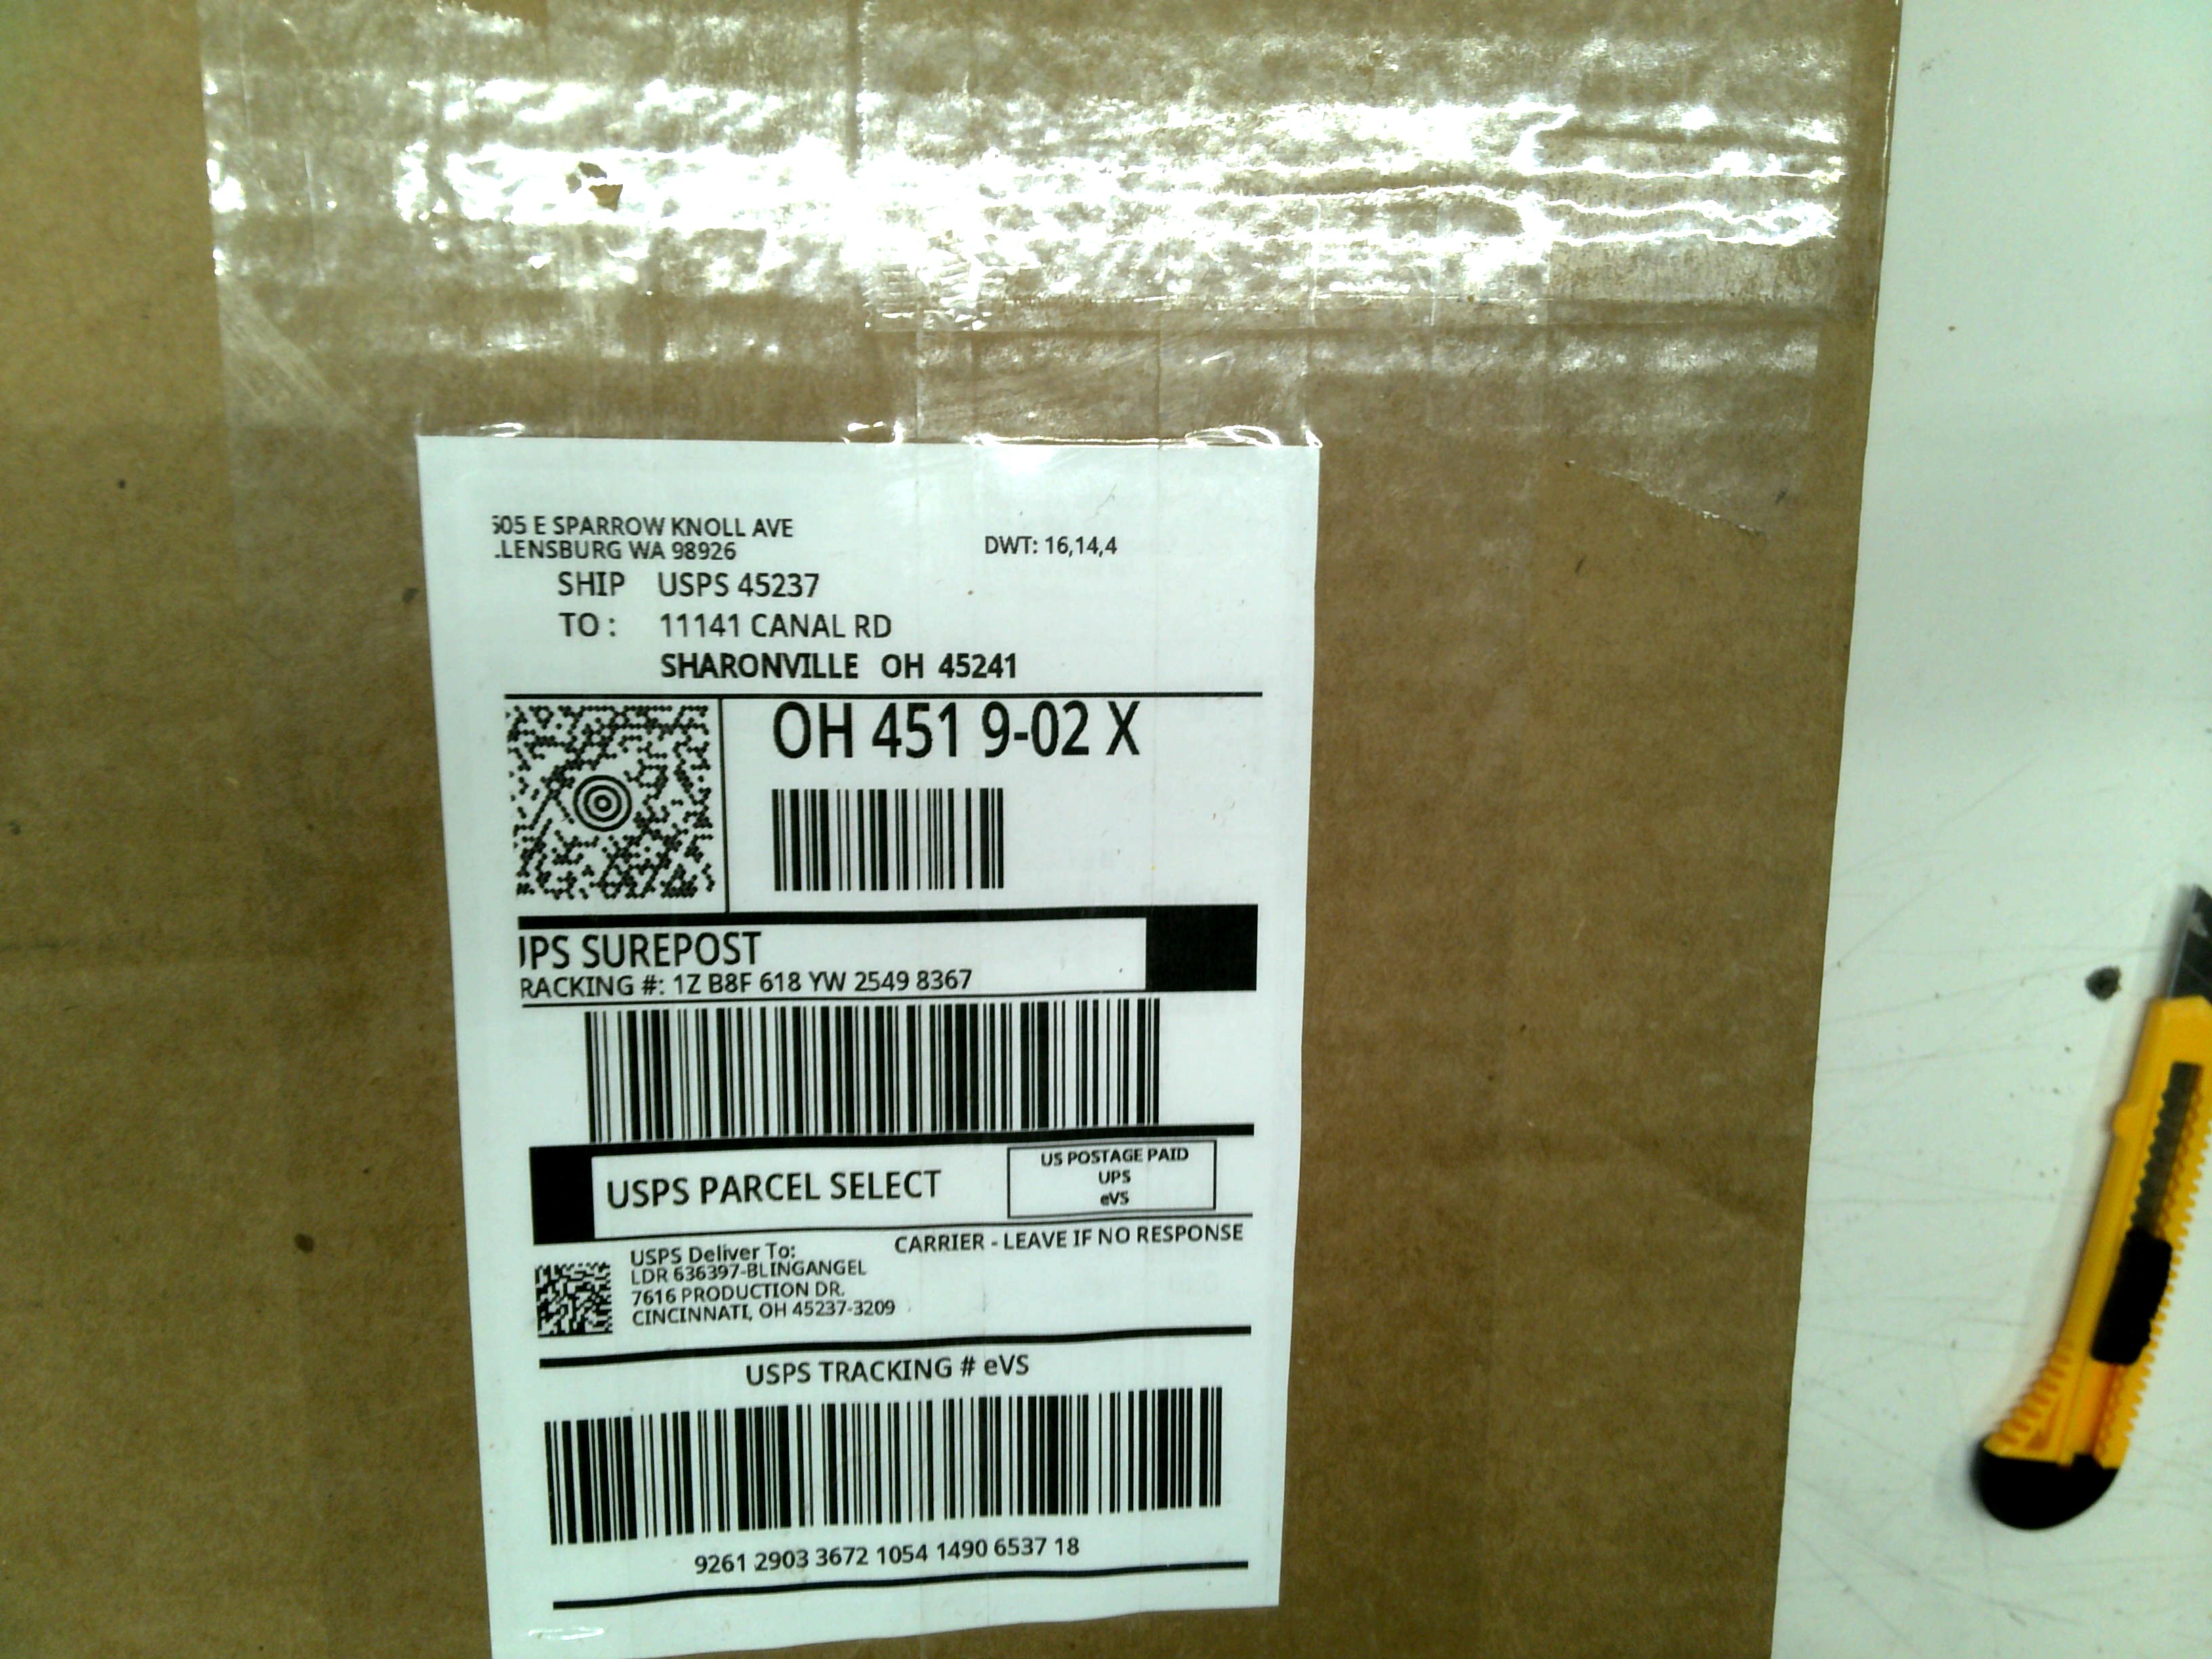 505 E SPARROW KNOLL AVE
LENSBURG WA 98926
DWT: 16,14,4
SHIP USPS 45237
TO : 11141 CANAL RD
SHARONVILLE OH 45241
OH 451 9-02 X
UPS SUREPOST
RACKING #: 1Z B8F 618 YW 2549 8367
USPS PARCEL SELECT
US POSTAGE PAID
UPS
eVS
CARRIER - LEAVE IF NO RESPONSE
USPS Deliver To:
LDR 636397-BLINGANGEL
7616 PRODUCTION DR.
CINCINNATI, OH 45237-3209
USPS TRACKING # eVS
9261 2903 3672 1054 1490 6537 18